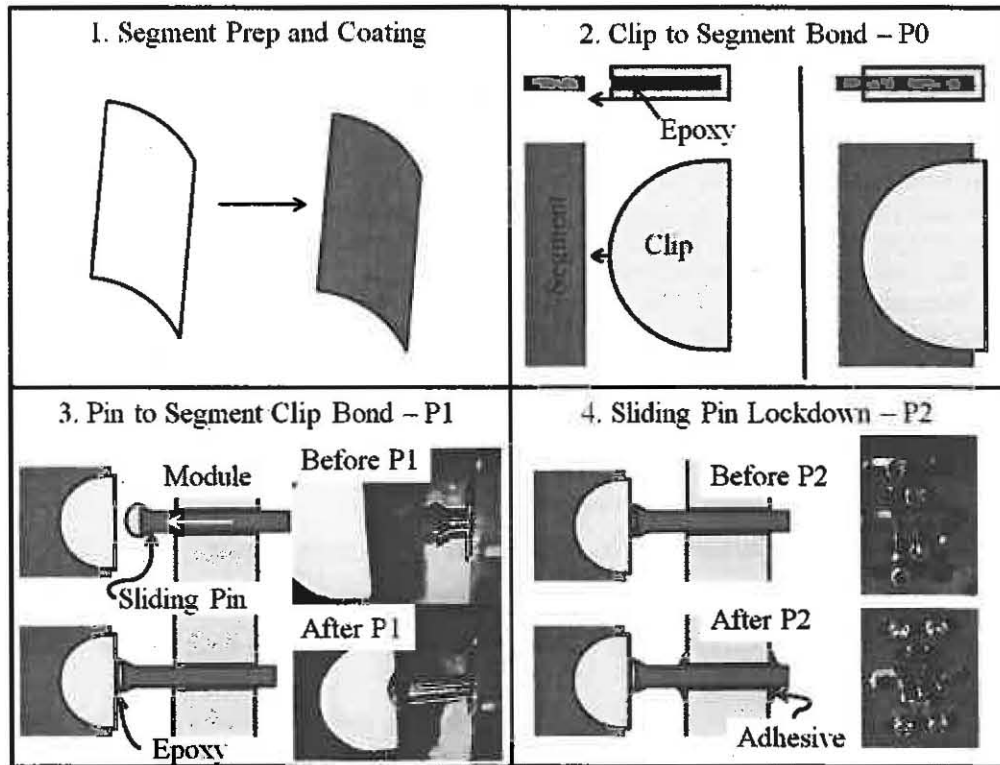 1. Segment Prep and Coating
2. Clip to Segment Bond – P0
Epoxy
Segment
Clip
3. Pin to Segment Clip Bond – P1
Module
Before P1
Sliding Pin
After P1
Epoxy
4. Sliding Pin Lockdown – P2
Before P2
After P2
Adhesive